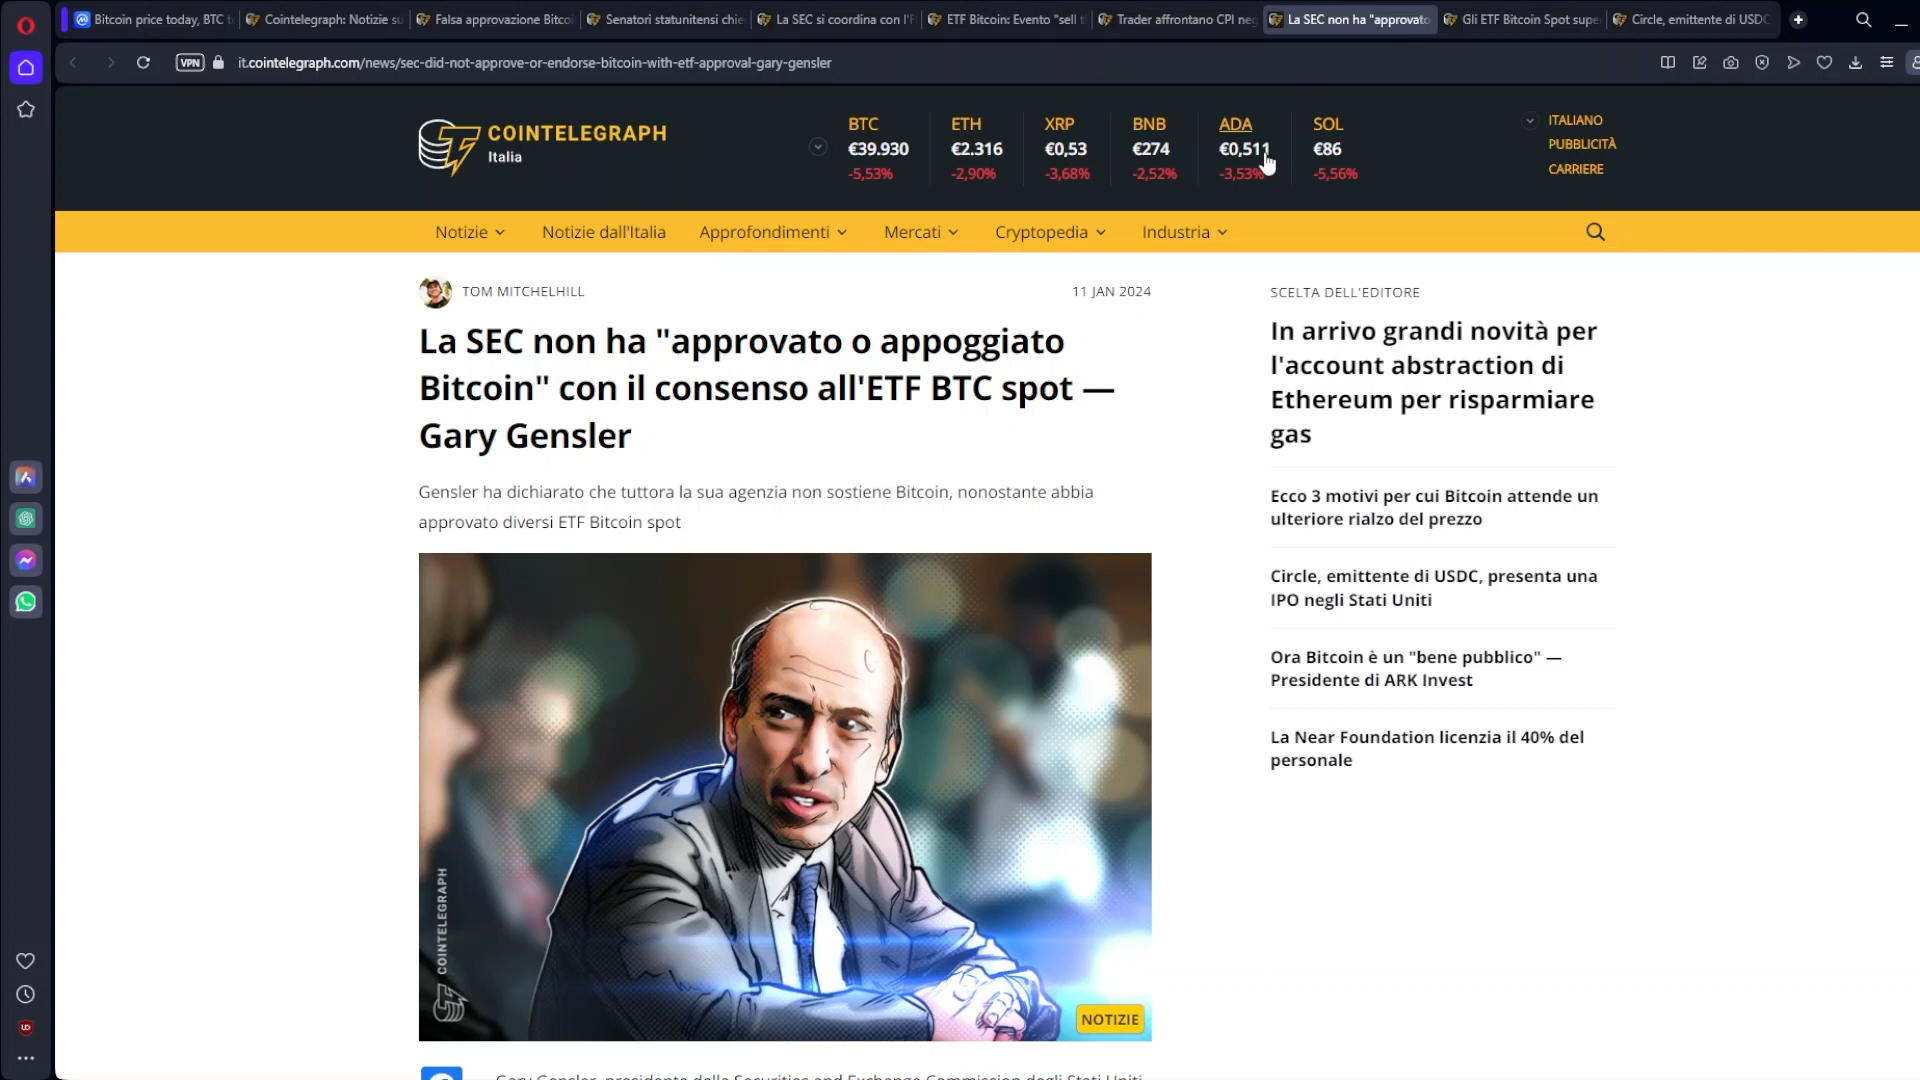 Bitcoin price today, BTC t
Cointelegraph: Notizie su
Falsa approvazione Bitcoi
Senatori statunitensi chie
La SEC si coordina con l'F
ETF Bitcoin: Evento "sell t
Trader affrontano CPI neg
La SEC non ha "approvato
Gli ETF Bitcoin Spot supe
Circle, emittente di USDC
VPN
it.cointelegraph.com/news/sec-did-not-approve-or-endorse-bitcoin-with-etf-approval-gary-gensler
COINTELEGRAPH
Italia
BTC
€39.930
-5,53%
ETH
€2.316
-2,90%
XRP
€0,53
-3,68%
BNB
€274
-2,52%
ADA
€0,511
-3,53%
SOL
€86
-5,56%
ITALIANO
PUBBLICITÀ
CARRIERE
Notizie
Notizie dall'Italia
Approfondimenti
Mercati
Cryptopedia
Industria
TOM MITCHELHILL
11 JAN 2024
La SEC non ha "approvato o appoggiato
Bitcoin" con il consenso all'ETF BTC spot —
Gary Gensler
Gensler ha dichiarato che tuttora la sua agenzia non sostiene Bitcoin, nonostante abbia
approvato diversi ETF Bitcoin spot
COINTELEGRAPH
NOTIZIE
Gary Gensler, presidente della Securities and Exchange Commission degli Stati Uniti
SCELTA DELL'EDITORE
In arrivo grandi novità per
l'account abstraction di
Ethereum per risparmiare
gas
Ecco 3 motivi per cui Bitcoin attende un
ulteriore rialzo del prezzo
Circle, emittente di USDC, presenta una
IPO negli Stati Uniti
Ora Bitcoin è un "bene pubblico" —
Presidente di ARK Invest
La Near Foundation licenzia il 40% del
personale